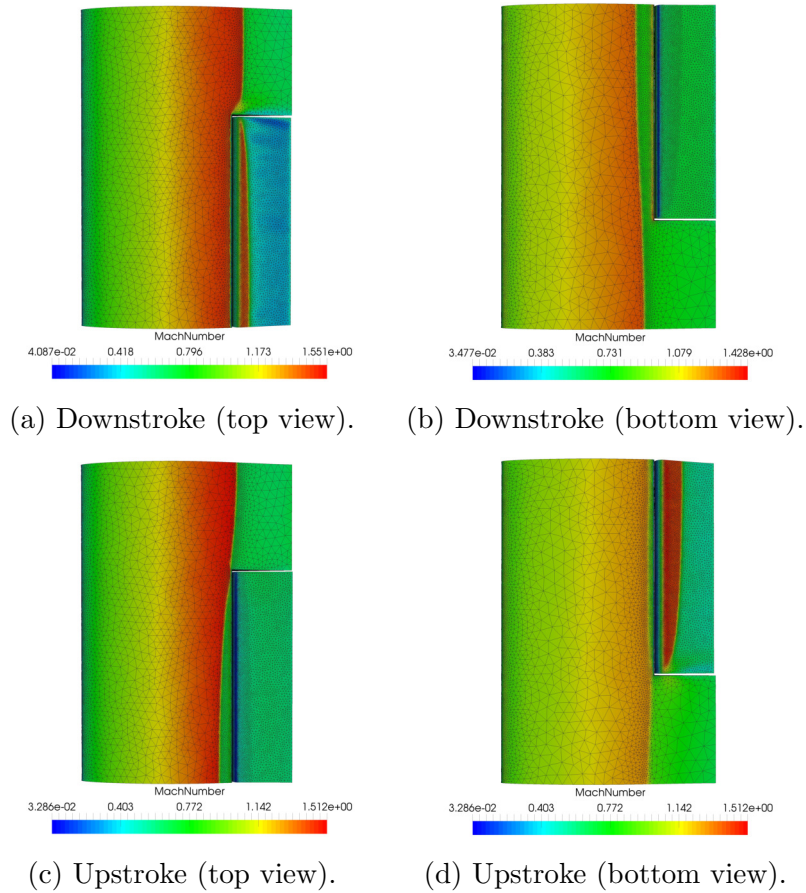 MachNumber
4.087e-02 0.418 0.796 1.173 1.551e+00
(a) Downstroke (top view).
MachNumber
3.477e-02 0.383 0.731 1.079 1.428e+00
(b) Downstroke (bottom view).
MachNumber
3.286e-02 0.403 0.772 1.142 1.512e+00
(c) Upstroke (top view).
MachNumber
3.286e-02 0.403 0.772 1.142 1.512e+00
(d) Upstroke (bottom view).